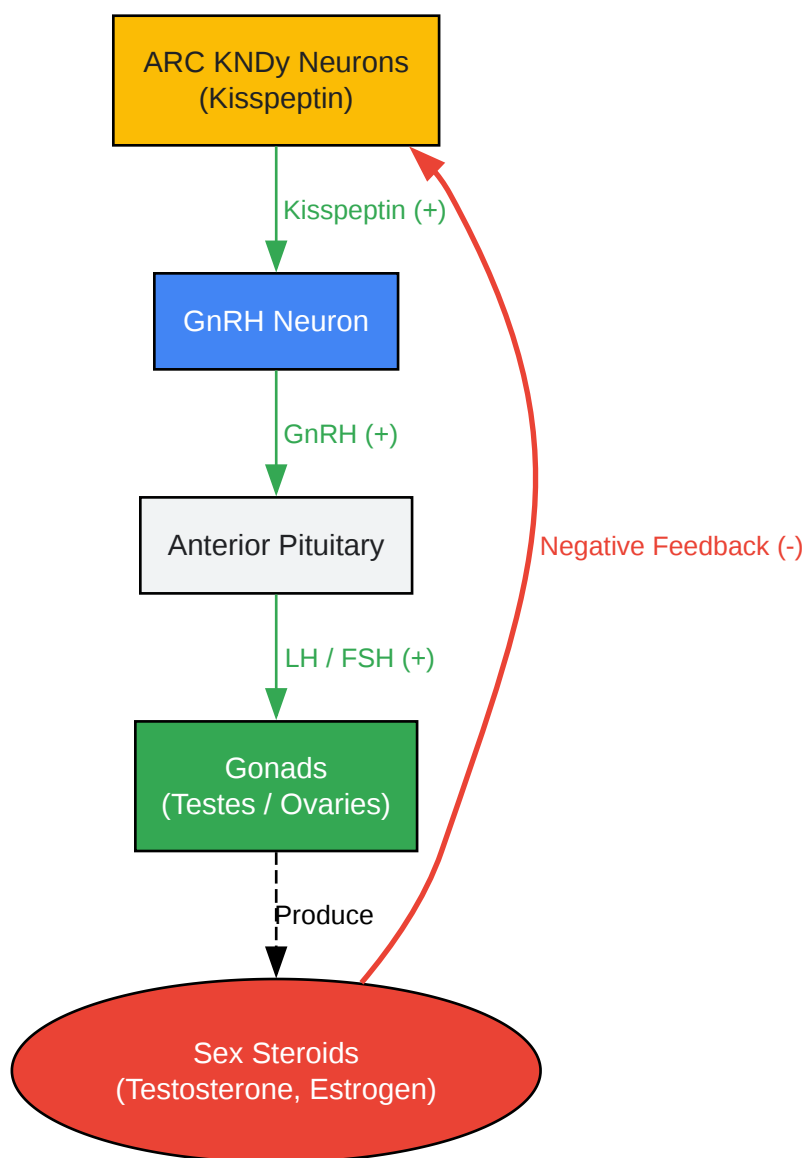 ARC KNDy Neurons
(Kisspeptin)
Kisspeptin (+)
GnRH Neuron
GnRH (+)
Anterior Pituitary
Negative Feedback (-)
LH / FSH (+)
Gonads
(Testes / Ovaries)
Produce
Sex Steroids
(Testosterone, Estrogen)